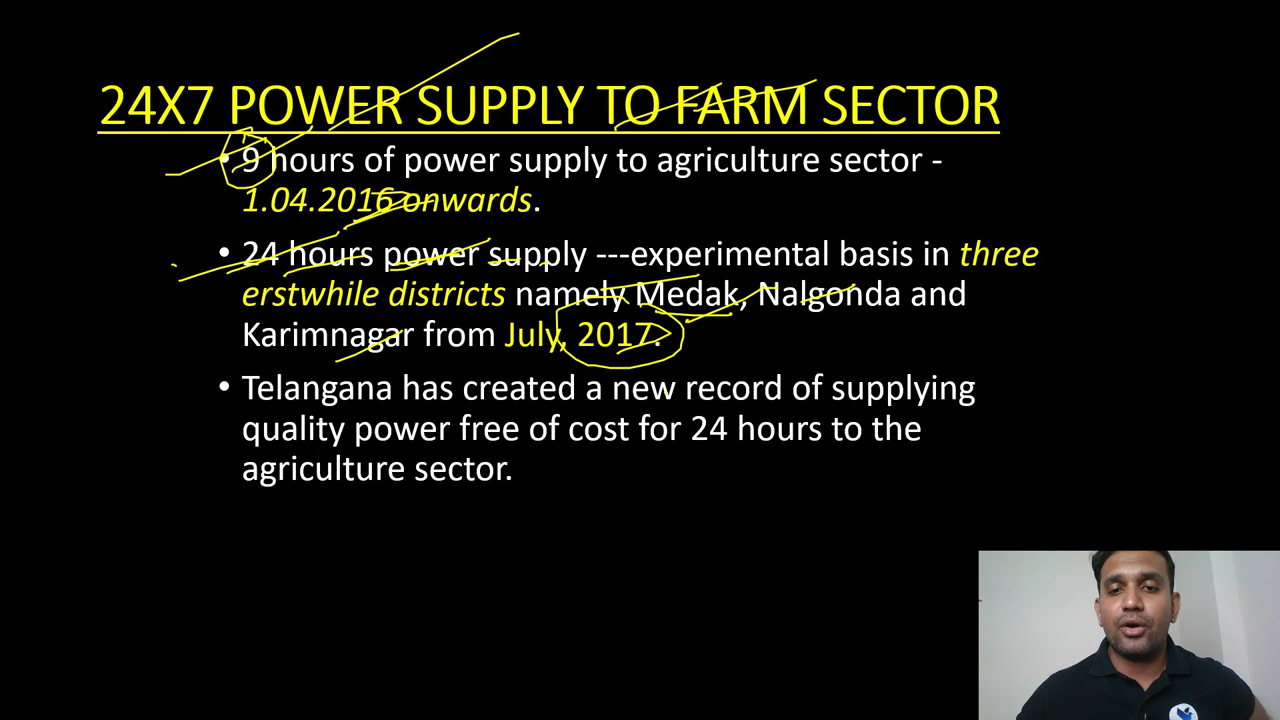 24X7 POWER SUPPLY TO FARM SECTOR
• 9 hours of power supply to agriculture sector -
1.04.2016 onwards.
• 24 hours power supply ---experimental basis in three
erstwhile districts namely Medak, Nalgonda and
Karimnagar from July, 2017.
• Telangana has created a new record of supplying
quality power free of cost for 24 hours to the
agriculture sector.